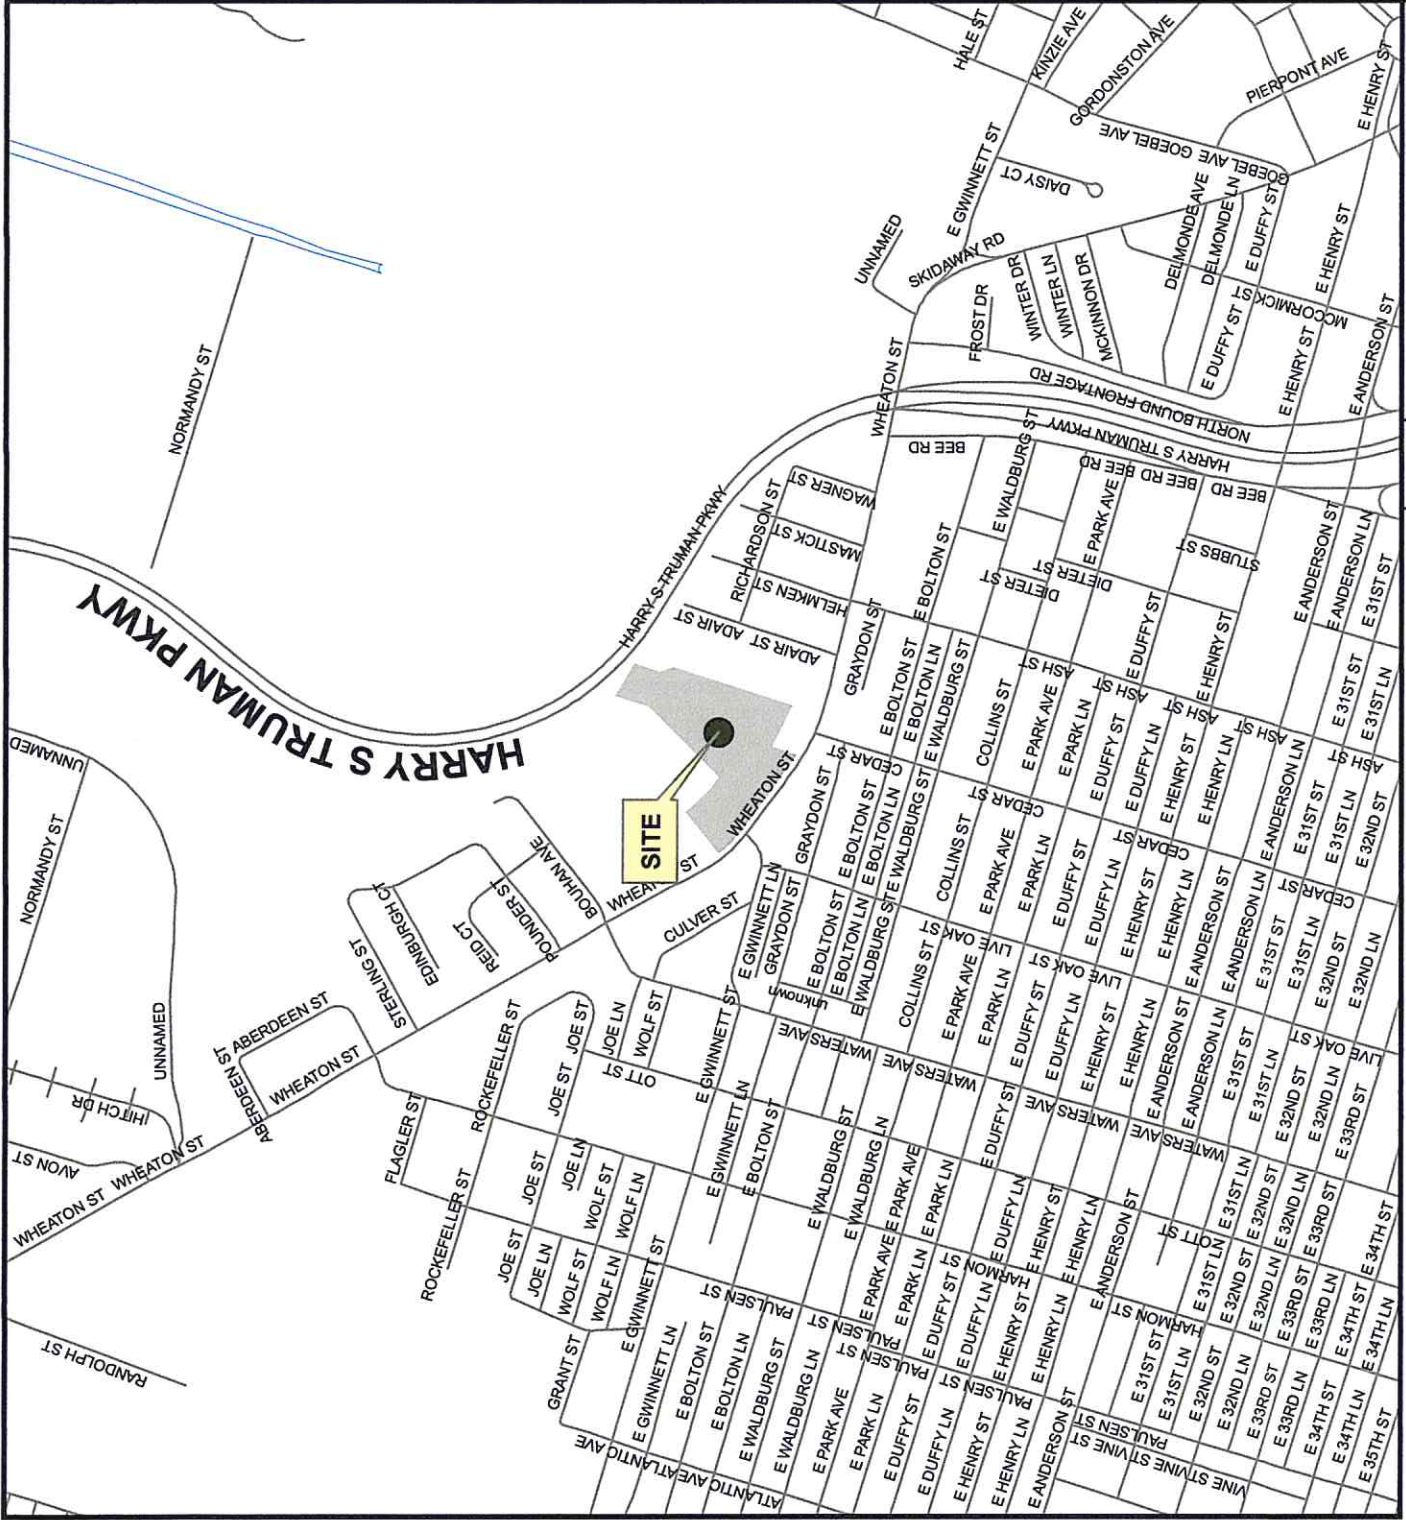 HALE ST
KINZIE AVE
GORDONSTON AVE
PIERPONT AVE
E HENRY ST
GOEBEL AVE GOEBEL AVE
E GWINNETT ST
DAISY CT
DELMONDE AVE
DELMONDE LN
E DUFFY ST
E HENRY ST
UNNAMED
SKIDAWAY RD
FROST DR
WINTER DR
WINTER LN
MCKINNON DR
MCCORMICK ST
E DUFFY ST
E HENRY ST
E ANDERSON ST
NORMANDY ST
WHEATON ST
NORTH BOUND FRONTAGE RD
HARRY S TRUMAN PKWY
BEE RD
E WALDBURG ST
BEE RD BEE RD
BEE RD
E PARK AVE
STUBBS ST
E ANDERSON ST
E ANDERSON LN
E 31ST ST
HARRY S TRUMAN PKWY
HARRY S TRUMAN PKWY
RICHARDSON ST
WAGNER ST
MASTICK ST
HELMKEN ST
ADAIR ST
ADAIR ST
E BOLTON ST
DIETER ST
DIETER ST
E DUFFY ST
E HENRY ST
GRAYDON ST
E BOLTON ST
E BOLTON LN
E WALDBURG ST
COLLINS ST
ASH ST
E PARK AVE
E PARK LN
ASH ST
E DUFFY ST
E DUFFY LN
ASH ST
E HENRY ST
E HENRY LN
ASH ST
E ANDERSON LN
E 31ST ST
E 31ST LN
ASH ST
E 31ST ST
E 31ST LN
E 32ND ST
UNNAMED
NORMANDY ST
SITE
WHEATON ST
WHEATON ST
BOUHAN AVE
POUNDER ST
REID CT
EDINBURGH CT
STERLING ST
CULVER ST
CEDAR ST
GRAYDON ST
E BOLTON ST
E BOLTON LN
E WALDBURG ST
COLLINS ST
CEDAR ST
E PARK AVE
E PARK LN
E DUFFY ST
E DUFFY LN
CEDAR ST
E HENRY ST
E HENRY LN
E ANDERSON ST
E ANDERSON LN
CEDAR ST
E 31ST ST
E 31ST LN
E 32ND ST
E 32ND LN
E GWINNETT LN
GRAYDON ST
E BOLTON ST
E BOLTON LN
E WALDBURG ST
unknown
COLLINS ST
LIVE OAK ST
E PARK AVE
E PARK LN
LIVE OAK ST
E DUFFY ST
E DUFFY LN
E HENRY ST
E HENRY LN
E ANDERSON ST
E ANDERSON LN
E 31ST ST
E 31ST LN
E 32ND ST
E 32ND LN
LIVE OAK ST
E 33RD ST
UNNAMED
ABERDEEN ST
ABERDEEN ST
ABERDEEN ST
WHEATON ST
HITCH DR
AVON ST
WHEATON ST
WHEATON ST
ROCKEFELLER ST
JOE ST
JOE ST
JOE LN
WOLF ST
OTT ST
E GWINNETT ST
E GWINNETT LN
E BOLTON ST
WATERS AVE
WATERS AVE
WATERS AVE
WATERS AVE
WATERS AVE
E WALDBURG ST
E WALDBURG LN
E PARK AVE
E PARK LN
E DUFFY ST
E DUFFY LN
E HENRY ST
E HENRY LN
E ANDERSON ST
OTT ST
E 31ST LN
E 32ND ST
E 32ND LN
E 33RD ST
E 34TH ST
FLAGLER ST
ROCKEFELLER ST
JOE ST
JOE LN
WOLF ST
WOLF LN
JOE ST
JOE LN
WOLF ST
WOLF LN
E GWINNETT ST
GRANT ST
PAULSEN ST
PAULSEN ST
PAULSEN ST
PAULSEN ST
PAULSEN ST
E PARK AVE
E PARK LN
E DUFFY ST
E DUFFY LN
E HENRY ST
E HENRY LN
HARMON ST
HARMON ST
E 31ST LN
E 32ND ST
E 32ND LN
E 33RD ST
E 33RD LN
E 34TH ST
E 34TH LN
RANDOLPH ST
ATLANTIC AVE
ATLANTIC AVE
E GWINNETT LN
E BOLTON ST
E BOLTON LN
E WALDBURG ST
E WALDBURG LN
E PARK AVE
E PARK LN
E DUFFY ST
E DUFFY LN
E HENRY ST
E HENRY LN
E ANDERSON ST
VINE ST
VINE ST
VINE ST
E 31ST ST
E 31ST LN
E 32ND ST
E 32ND LN
E 33RD ST
E 33RD LN
E 34TH ST
E 34TH LN
E 35TH ST